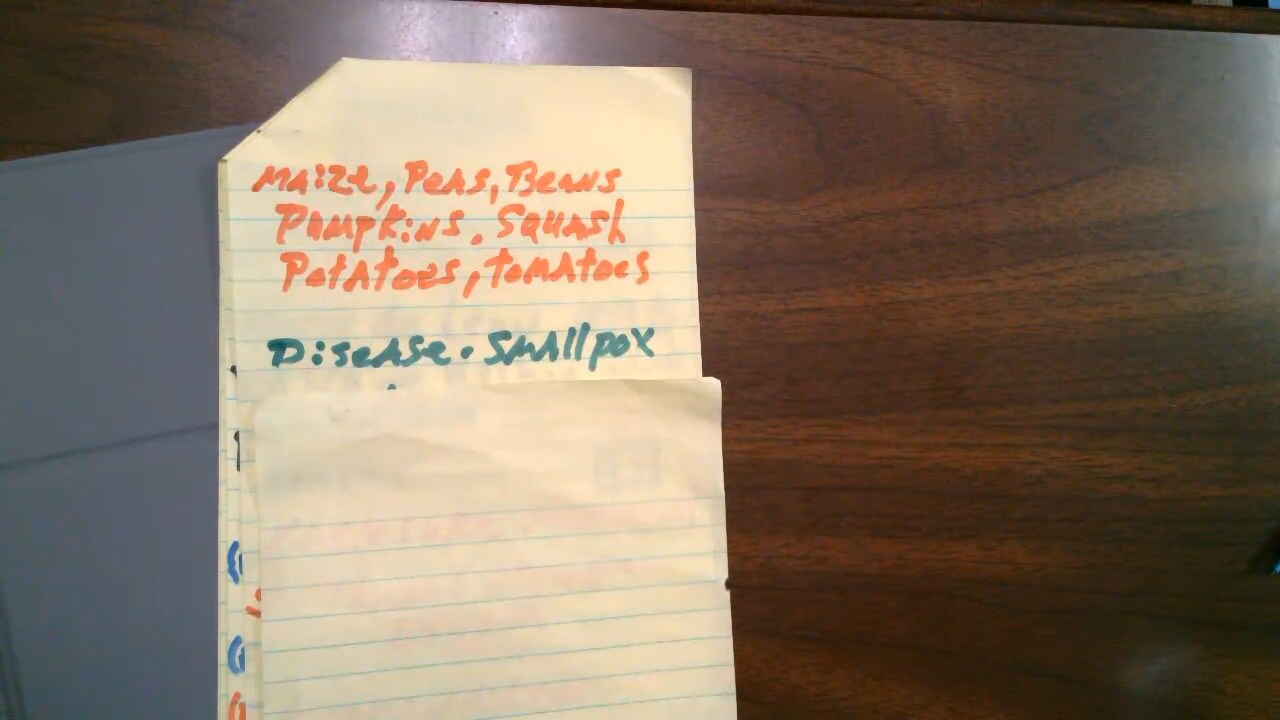 Maize, Peas, Beans
Pumpkins. Squash
Potatoes, tomatoes
Disease. Smallpox